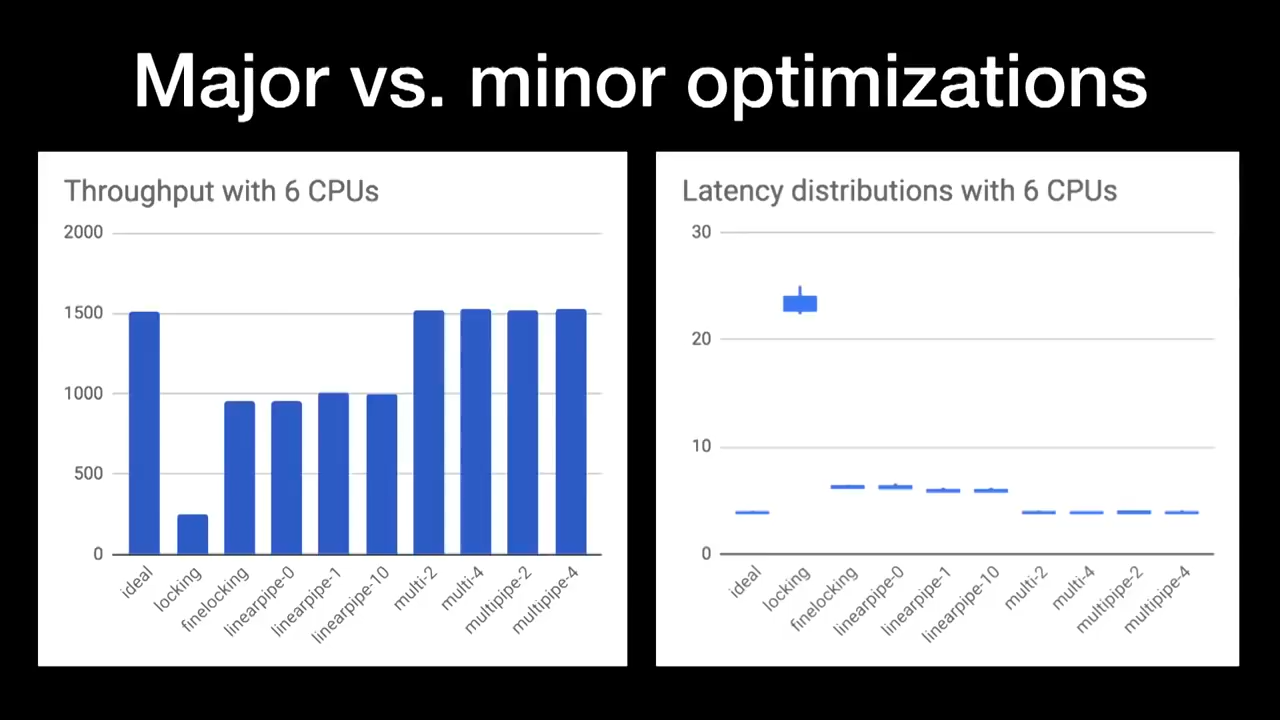 Major vs. minor optimizations
Throughput with 6 CPUs
2000
1500
1000
500
0
ideal
locking
finelocking
linearpipe-0
linearpipe-1
linearpipe-10
multi-2
multi-4
multipipe-2
multipipe-4
Latency distributions with 6 CPUs
30
20
10
0
ideal
locking
finelocking
linearpipe-0
linearpipe-1
linearpipe-10
multi-2
multi-4
multipipe-2
multipipe-4